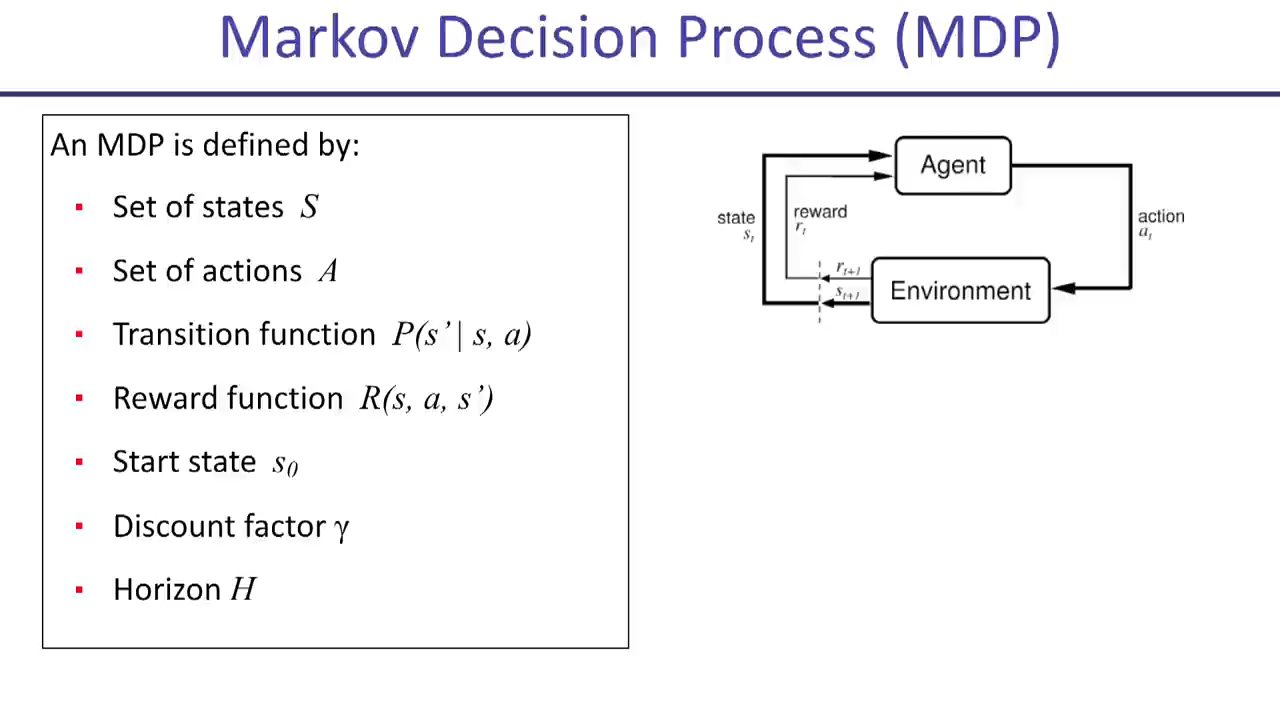 Markov Decision Process (MDP)
An MDP is defined by:
▪ Set of states S
▪ Set of actions A
▪ Transition function P(s’ | s, a)
▪ Reward function R(s, a, s’)
▪ Start state s₀
▪ Discount factor γ
▪ Horizon H
Agent
state
sₜ
reward
rₜ
action
aₜ
rₜ₊₁
sₜ₊₁
Environment